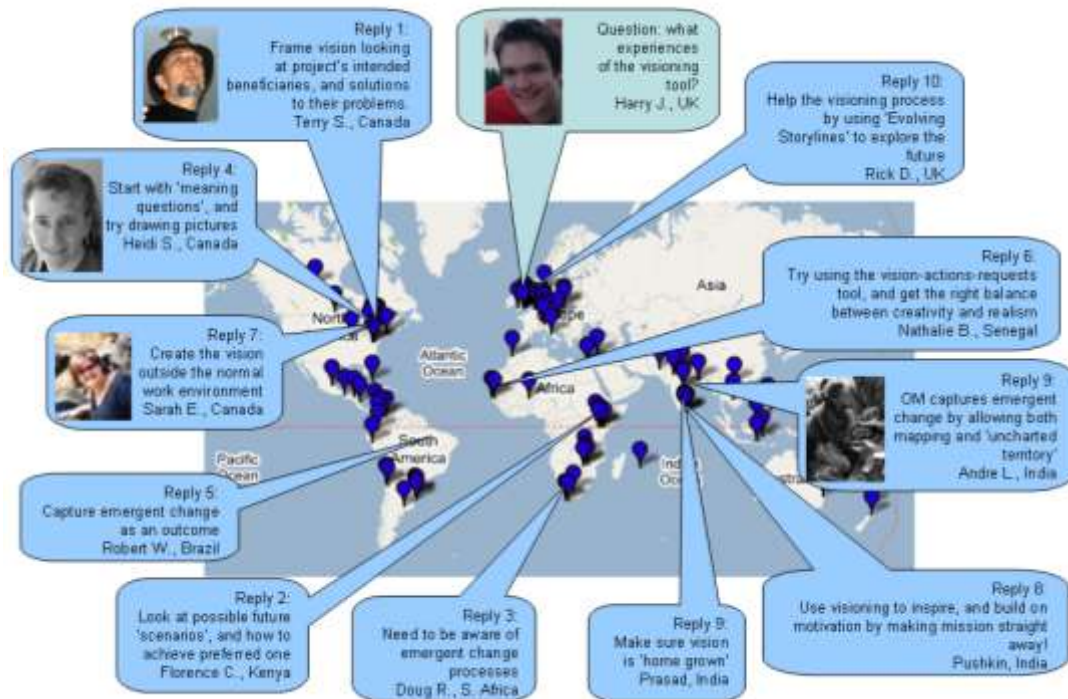 Reply 1:
Frame vision looking
at project's intended
beneficiaries, and solutions
to their problems.
Terry S., Canada
Question: what
experiences
of the visioning
tool?
Harry J., UK
Reply 10:
Help the visioning process
by using 'Evolving
Storylines' to explore the
future
Rick D., UK
Reply 4:
Start with 'meaning
questions', and
try drawing pictures
Heidi S., Canada
Reply 6:
Try using the vision-actions-requests
tool, and get the right balance
between creativity and realism
Nathalie B., Senegal
Asia
North
Atlantic
Ocean
Africa
Reply 7:
Create the vision
outside the normal
work environment
Sarah E., Canada
Reply 9:
OM captures emergent
change by allowing both
mapping and 'uncharted
territory'
Andre L., India
South
America
Pacific
Ocean
Ocean
Reply 5:
Capture emergent change
as an outcome
Robert W., Brazil
Reply 2:
Look at possible future
'scenarios', and how to
achieve preferred one
Florence C., Kenya
Reply 3:
Need to be aware of
emergent change
processes
Doug R., S. Africa
Reply 9:
Make sure vision
is 'home grown'
Prasad, India
Reply 8:
Use visioning to inspire, and build on
motivation by making mission straight
away!
Pushkin, India